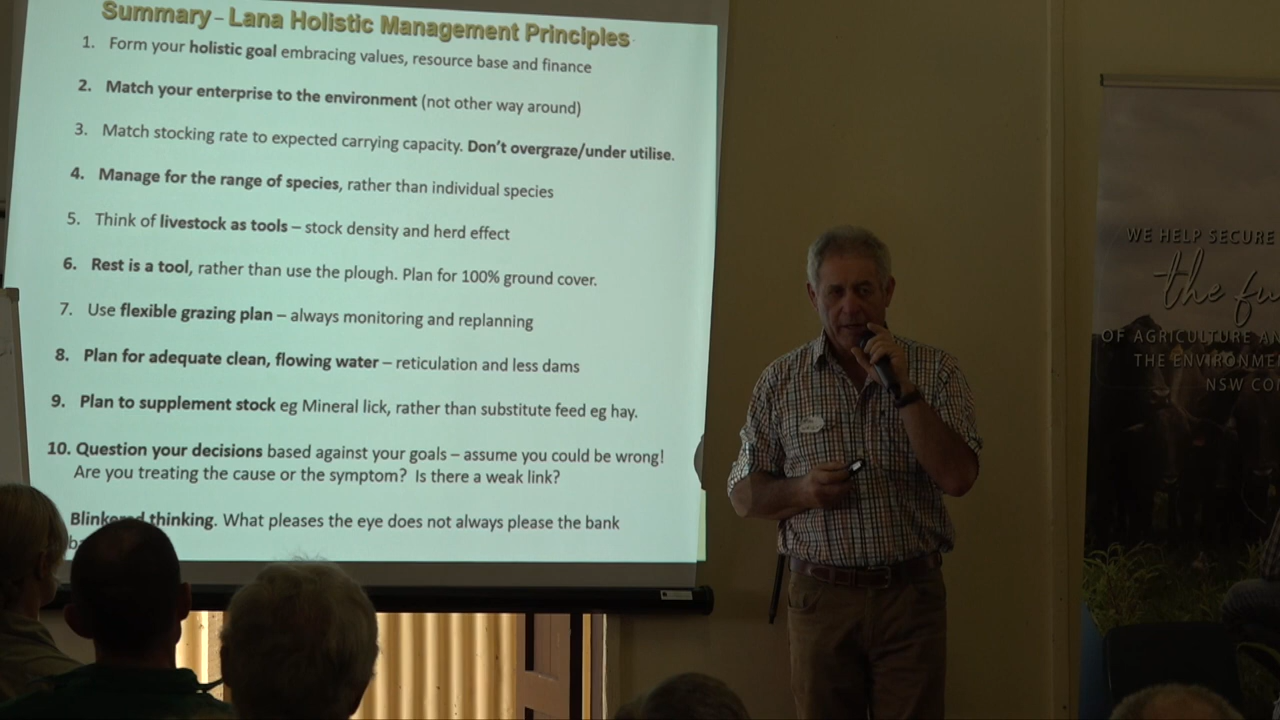 Summary – Lana Holistic Management Principles
1. Form your holistic goal embracing values, resource base and finance
2. Match your enterprise to the environment (not other way around)
3. Match stocking rate to expected carrying capacity. Don't overgraze/under utilise.
4. Manage for the range of species, rather than individual species
5. Think of livestock as tools – stock density and herd effect
6. Rest is a tool, rather than use the plough. Plan for 100% ground cover.
7. Use flexible grazing plan – always monitoring and replanning
8. Plan for adequate clean, flowing water – reticulation and less dams
9. Plan to supplement stock eg Mineral lick, rather than substitute feed eg hay.
10. Question your decisions based against your goals – assume you could be wrong!
Are you treating the cause or the symptom? Is there a weak link?
Blinkered thinking. What pleases the eye does not always please the bank
WE HELP SECURE
the
OF AGRICULTURE
THE
NSW